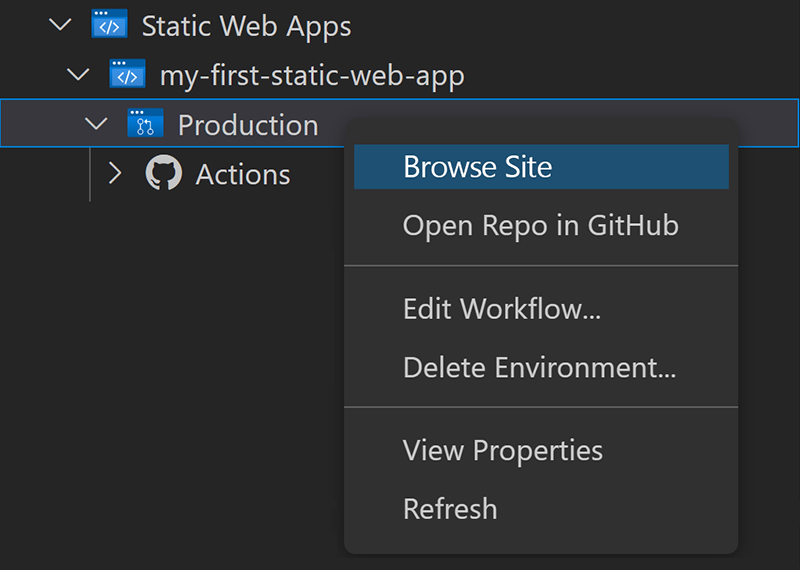 Static Web Apps
my-first-static-web-app
Production
Actions
Browse Site
Open Repo in GitHub
Edit Workflow...
Delete Environment...
View Properties
Refresh